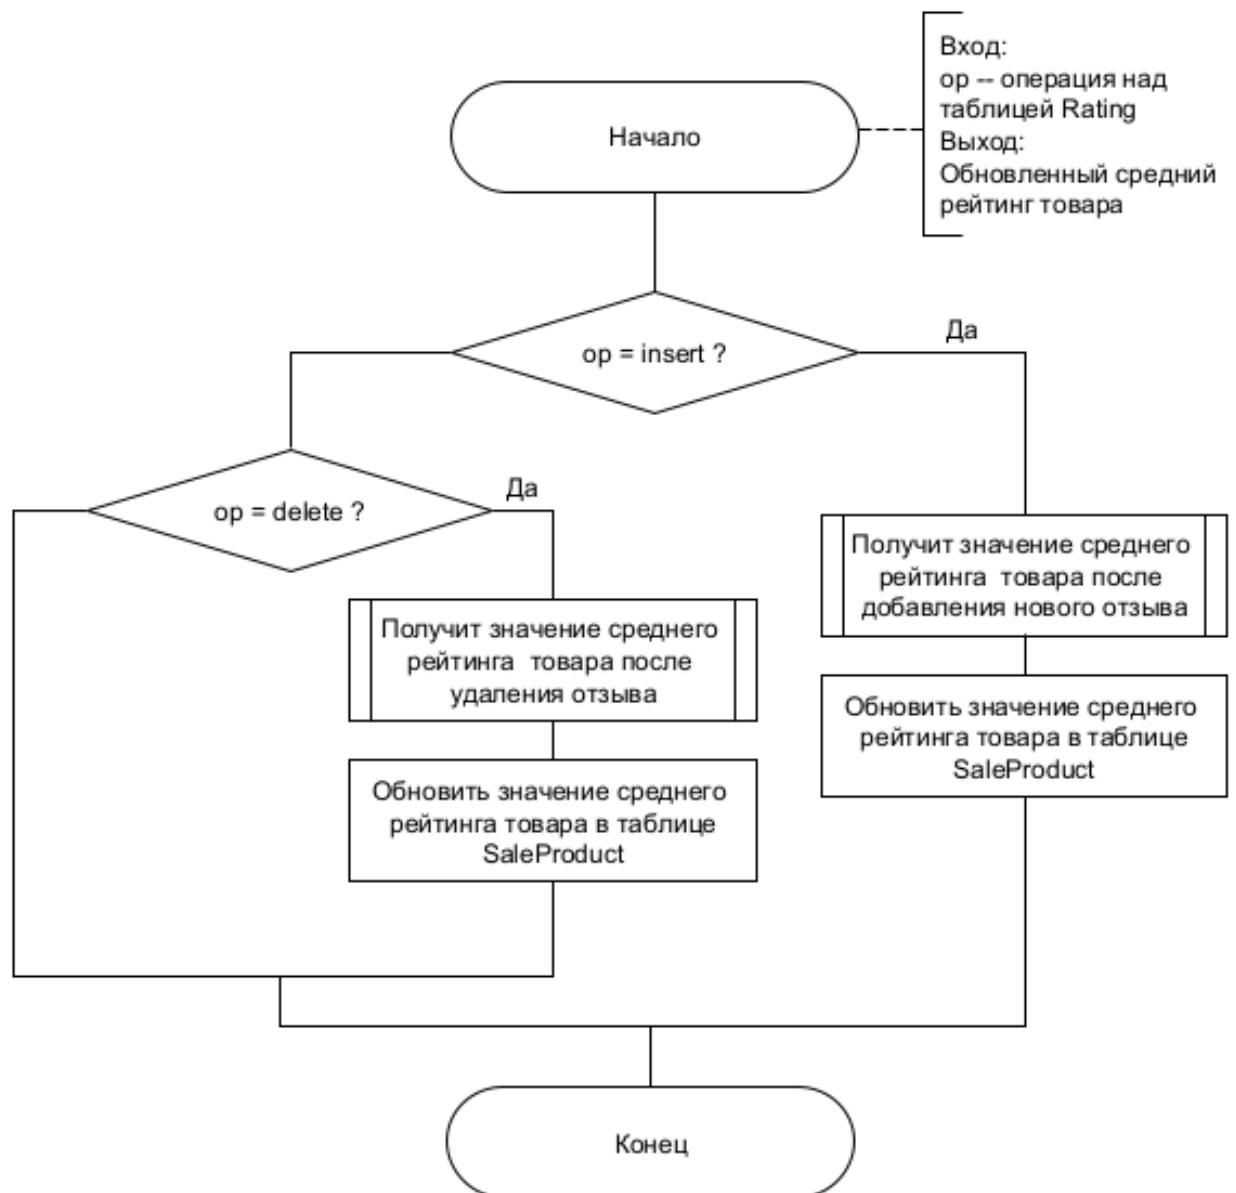 Вход:
op -- операция над
таблицей Rating
Выход:
Обновленный средний
рейтинг товара
Начало
op = insert ?
Да
op = delete ?
Да
Получит значение среднего
рейтинга товара после
добавления нового отзыва
Получит значение среднего
рейтинга товара после
удаления отзыва
Обновить значение среднего
рейтинга товара в таблице
SaleProduct
Обновить значение среднего
рейтинга товара в таблице
SaleProduct
Конец